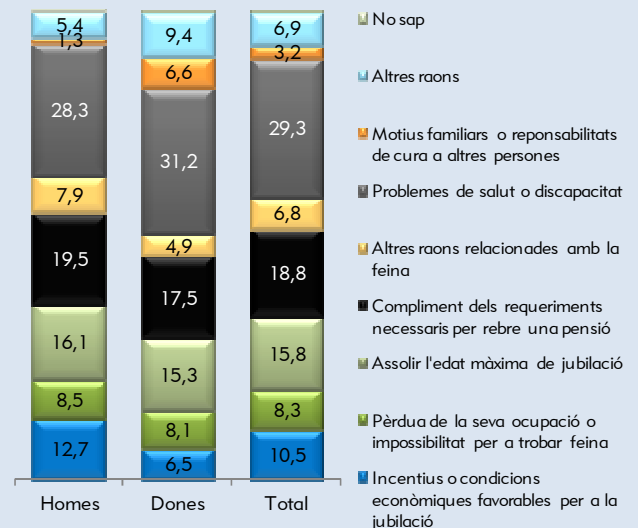 5,4
1,3
28,3
7,9
19,5
16,1
8,5
12,7
Homes
9,4
6,6
31,2
4,9
17,5
15,3
8,1
6,5
Dones
6,9
3,2
29,3
6,8
18,8
15,8
8,3
10,5
Total
No sap
Altres raons
Motius familiars o reponsabilitats
de cura a altres persones
Problemes de salut o discapacitat
Altres raons relacionades amb la
feina
Compliment dels requeriments
necessaris per rebre una pensió
Assolir l'edat màxima de jubilació
Pèrdua de la seva ocupació o
impossibilitat per a trobar feina
Incentius o condicions
econòmiques favorables per a la
jubilació